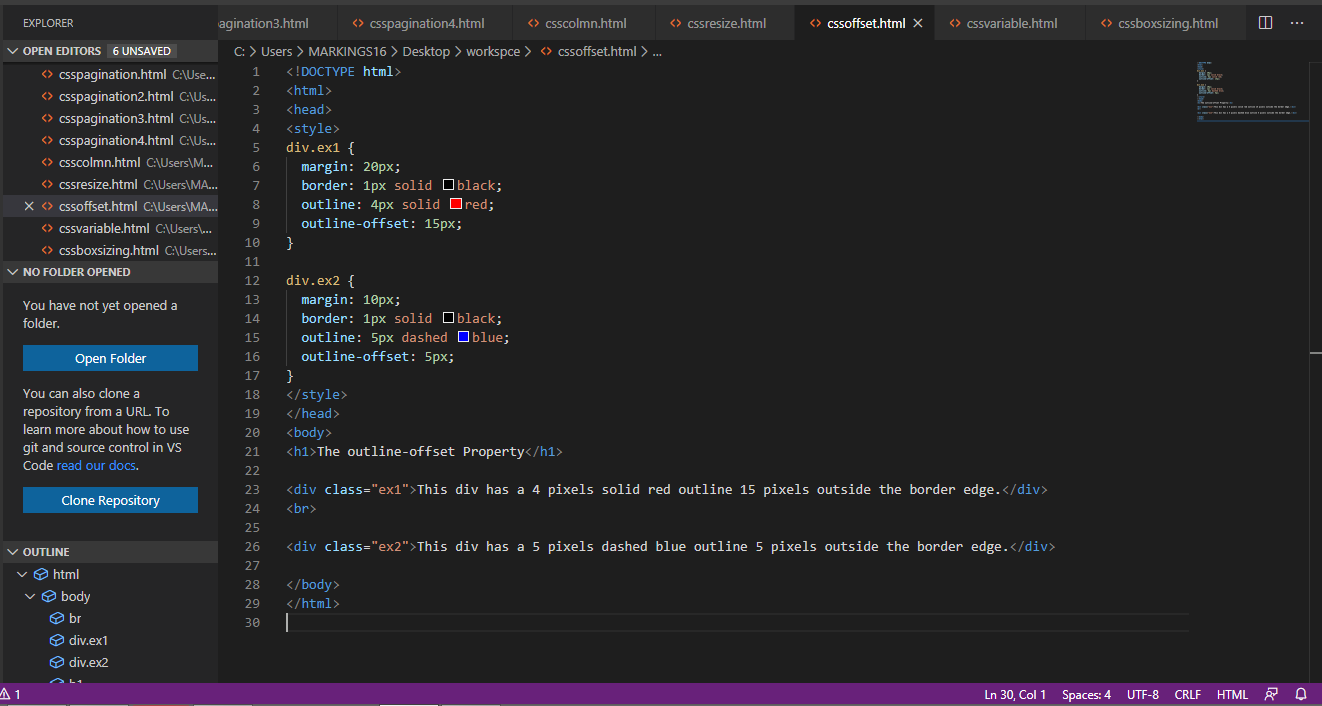 EXPLORER
OPEN EDITORS 6 UNSAVED
csspagination.html C:\Use...
csspagination2.html C:\Us...
csspagination3.html C:\Us...
csspagination4.html C:\Us...
csscolmn.html C:\Users\M...
cssresize.html C:\Users\MA...
cssoffset.html C:\Users\MA...
cssvariable.html C:\Users\...
cssboxsizing.html C:\Users...
NO FOLDER OPENED
You have not yet opened a
folder.
Open Folder
You can also clone a
repository from a URL. To
learn more about how to use
git and source control in VS
Code read our docs.
Clone Repository
OUTLINE
html
body
br
div.ex1
div.ex2
h1
agination3.html csspagination4.html csscolmn.html cssresize.html cssoffset.html cssvariable.html cssboxsizing.html
C: > Users > MARKINGS16 > Desktop > workspce > cssoffset.html > ...
1 <!DOCTYPE html>
2 <html>
3 <head>
4 <style>
5 div.ex1 {
6 margin: 20px;
7 border: 1px solid black;
8 outline: 4px solid red;
9 outline-offset: 15px;
10 }
11
12 div.ex2 {
13 margin: 10px;
14 border: 1px solid black;
15 outline: 5px dashed blue;
16 outline-offset: 5px;
17 }
18 </style>
19 </head>
20 <body>
21 <h1>The outline-offset Property</h1>
22
23 <div class="ex1">This div has a 4 pixels solid red outline 15 pixels outside the border edge.</div>
24 <br>
25
26 <div class="ex2">This div has a 5 pixels dashed blue outline 5 pixels outside the border edge.</div>
27
28 </body>
29 </html>
30
1 Ln 30, Col 1 Spaces: 4 UTF-8 CRLF HTML